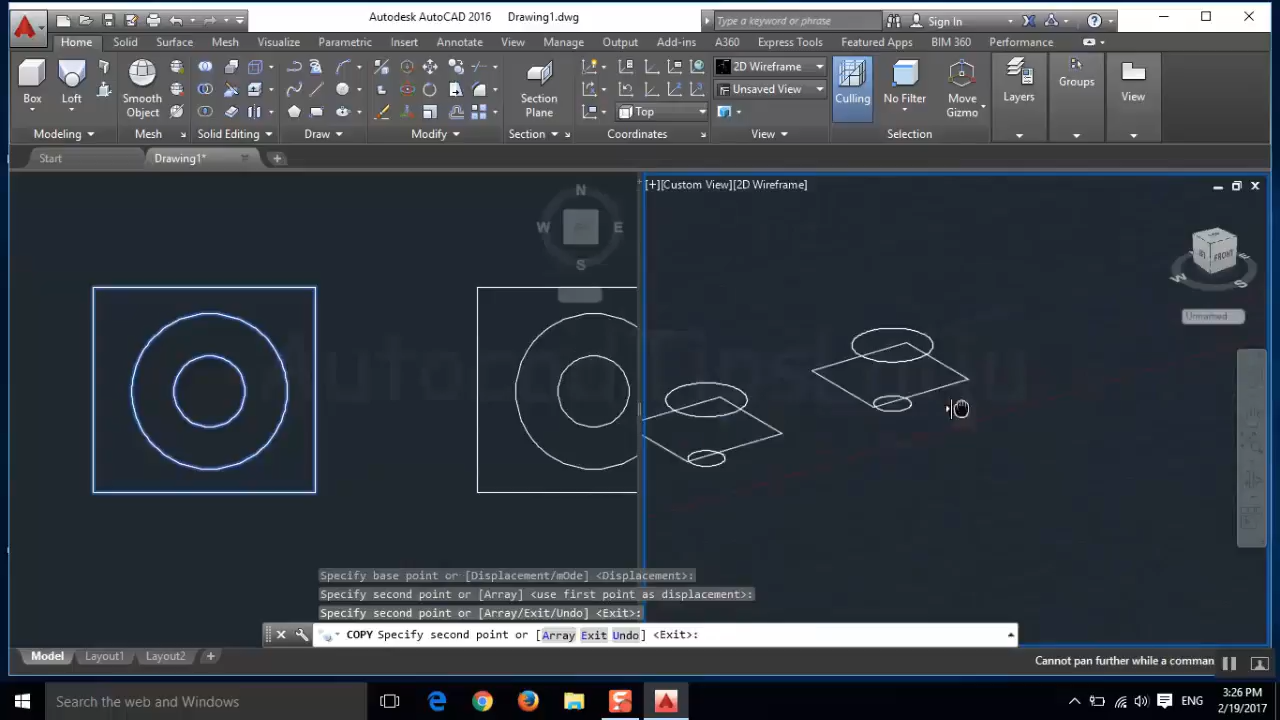 Autodesk AutoCAD 2016 Drawing1.dwg
Type a keyword or phrase
Sign In
Home Solid Surface Mesh Visualize Parametric Insert Annotate View Manage Output Add-ins A360 Express Tools Featured Apps BIM 360 Performance
2D Wireframe
Unsaved View
Top
Box
Loft
Smooth
Object
Section
Plane
Culling
No Filter
Move
Gizmo
Layers
Groups
View
Modeling Mesh Solid Editing Draw Modify Section Coordinates View Selection
Start
Drawing1*
[+][Custom View][2D Wireframe]
N
W
E
S
FRONT
W
S
Unnamed
Specify base point or [Displacement/mOde] <Displacement>:
Specify second point or [Array] <use first point as displacement>:
Specify second point or [Array/Exit/Undo] <Exit>:
COPY Specify second point or [Array Exit Undo] <Exit>:
Model Layout1 Layout2
Cannot pan further while a comman
Search the web and Windows
ENG
3:26 PM
2/19/2017